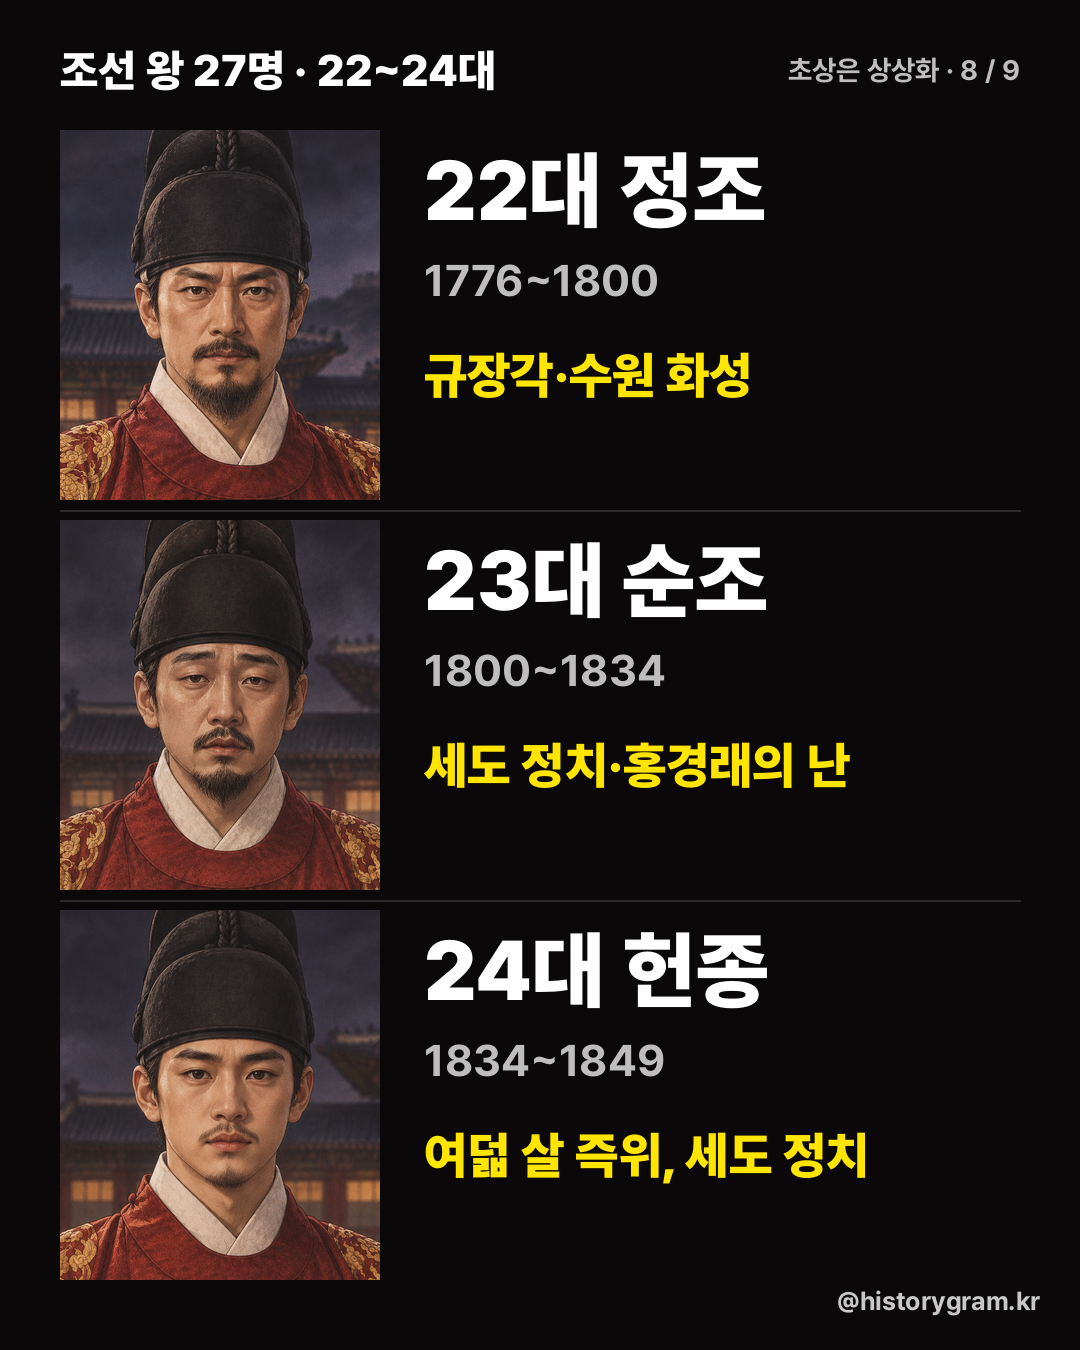 조선 왕 27명 · 22~24대
초상은 상상화 · 8 / 9
22대 정조
1776~1800
규장각·수원 화성
23대 순조
1800~1834
세도 정치·홍경래의 난
24대 헌종
1834~1849
여덟 살 즉위, 세도 정치
@historygram.kr